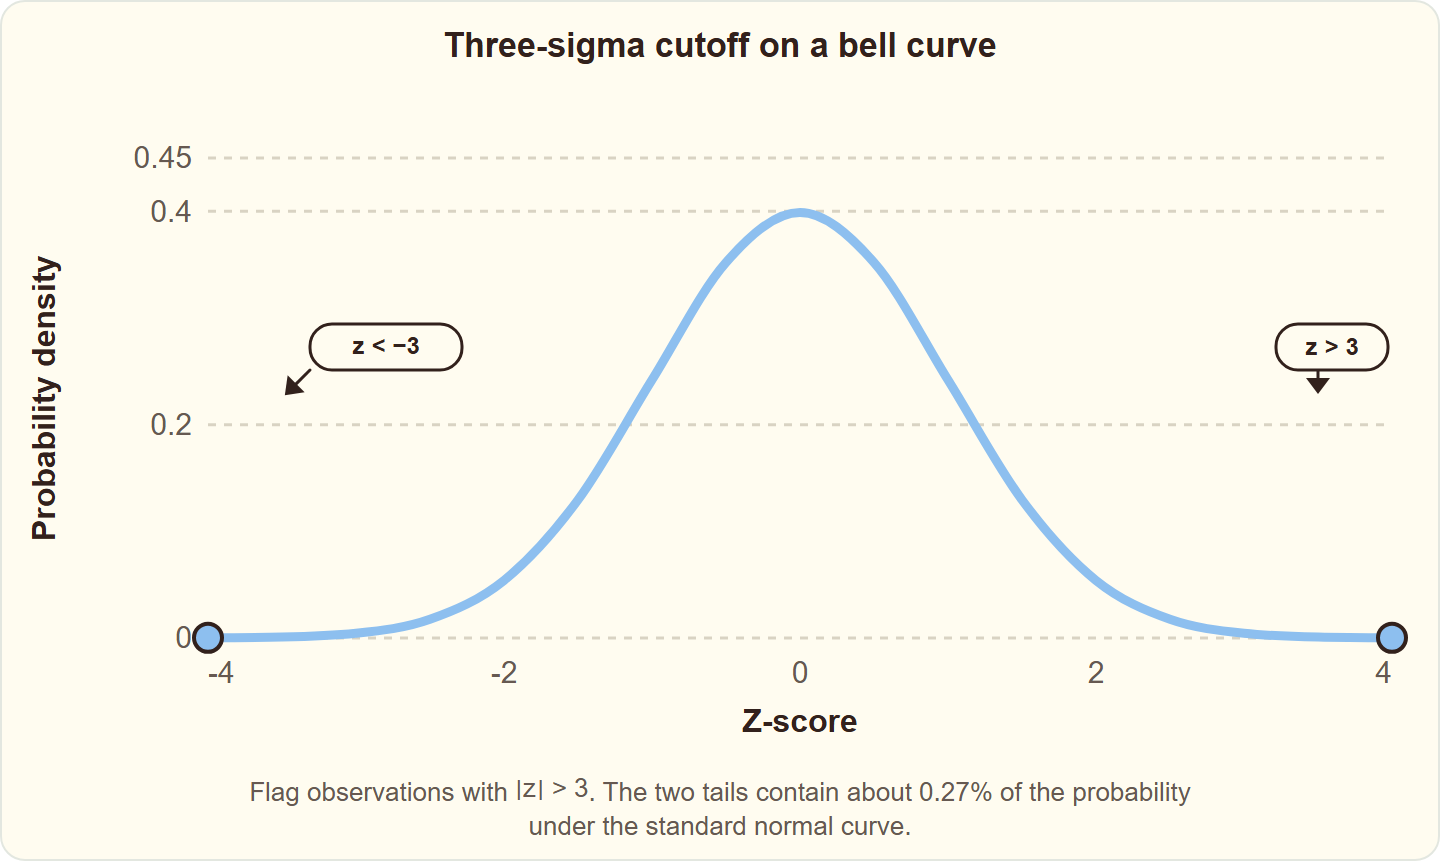 Three-sigma cutoff on a bell curve
0.45
0.4
0.2
0
Probability density
z < −3
z > 3
-4
-2
0
2
4
Z-score
Flag observations with |z| > 3. The two tails contain about 0.27% of the probability
under the standard normal curve.